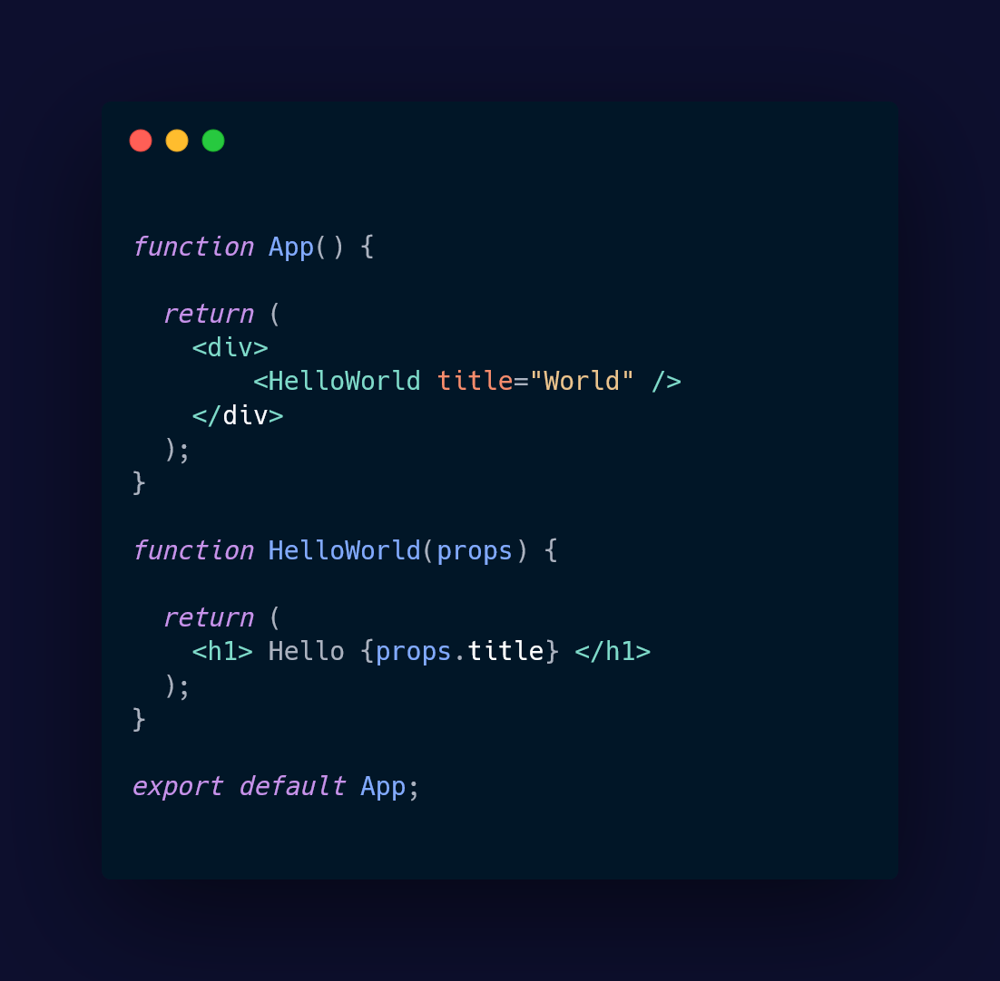 function App() {
  return (
    <div>
        <HelloWorld title="World" />
    </div>
  );
}
function HelloWorld(props) {
  return (
    <h1> Hello {props.title} </h1>
  );
}
export default App;